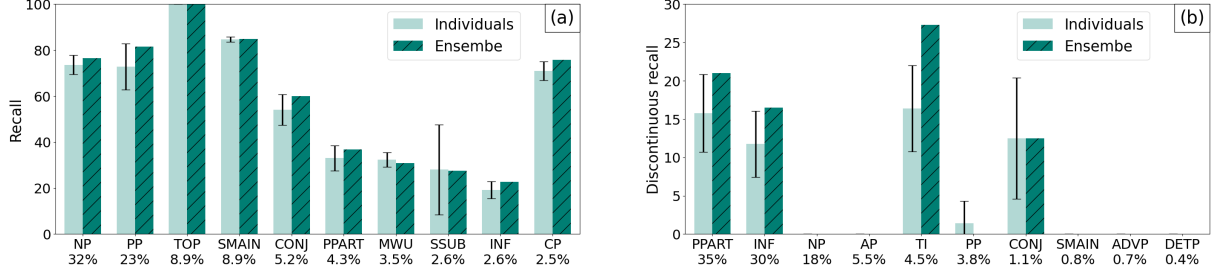 (a)
Individuals
Ensembe
Recall
100
80
60
40
20
0
NP PP TOP SMAIN CONJ PPART MWU SSUB INF CP
32% 23% 8.9% 8.9% 5.2% 4.3% 3.5% 2.6% 2.6% 2.5%
(b)
Individuals
Ensembe
Discontinuous recall
30
25
20
15
10
5
0
PPART INF NP AP TI PP CONJ SMAIN ADVP DETP
35% 30% 18% 5.5% 4.5% 3.8% 1.1% 0.8% 0.7% 0.4%